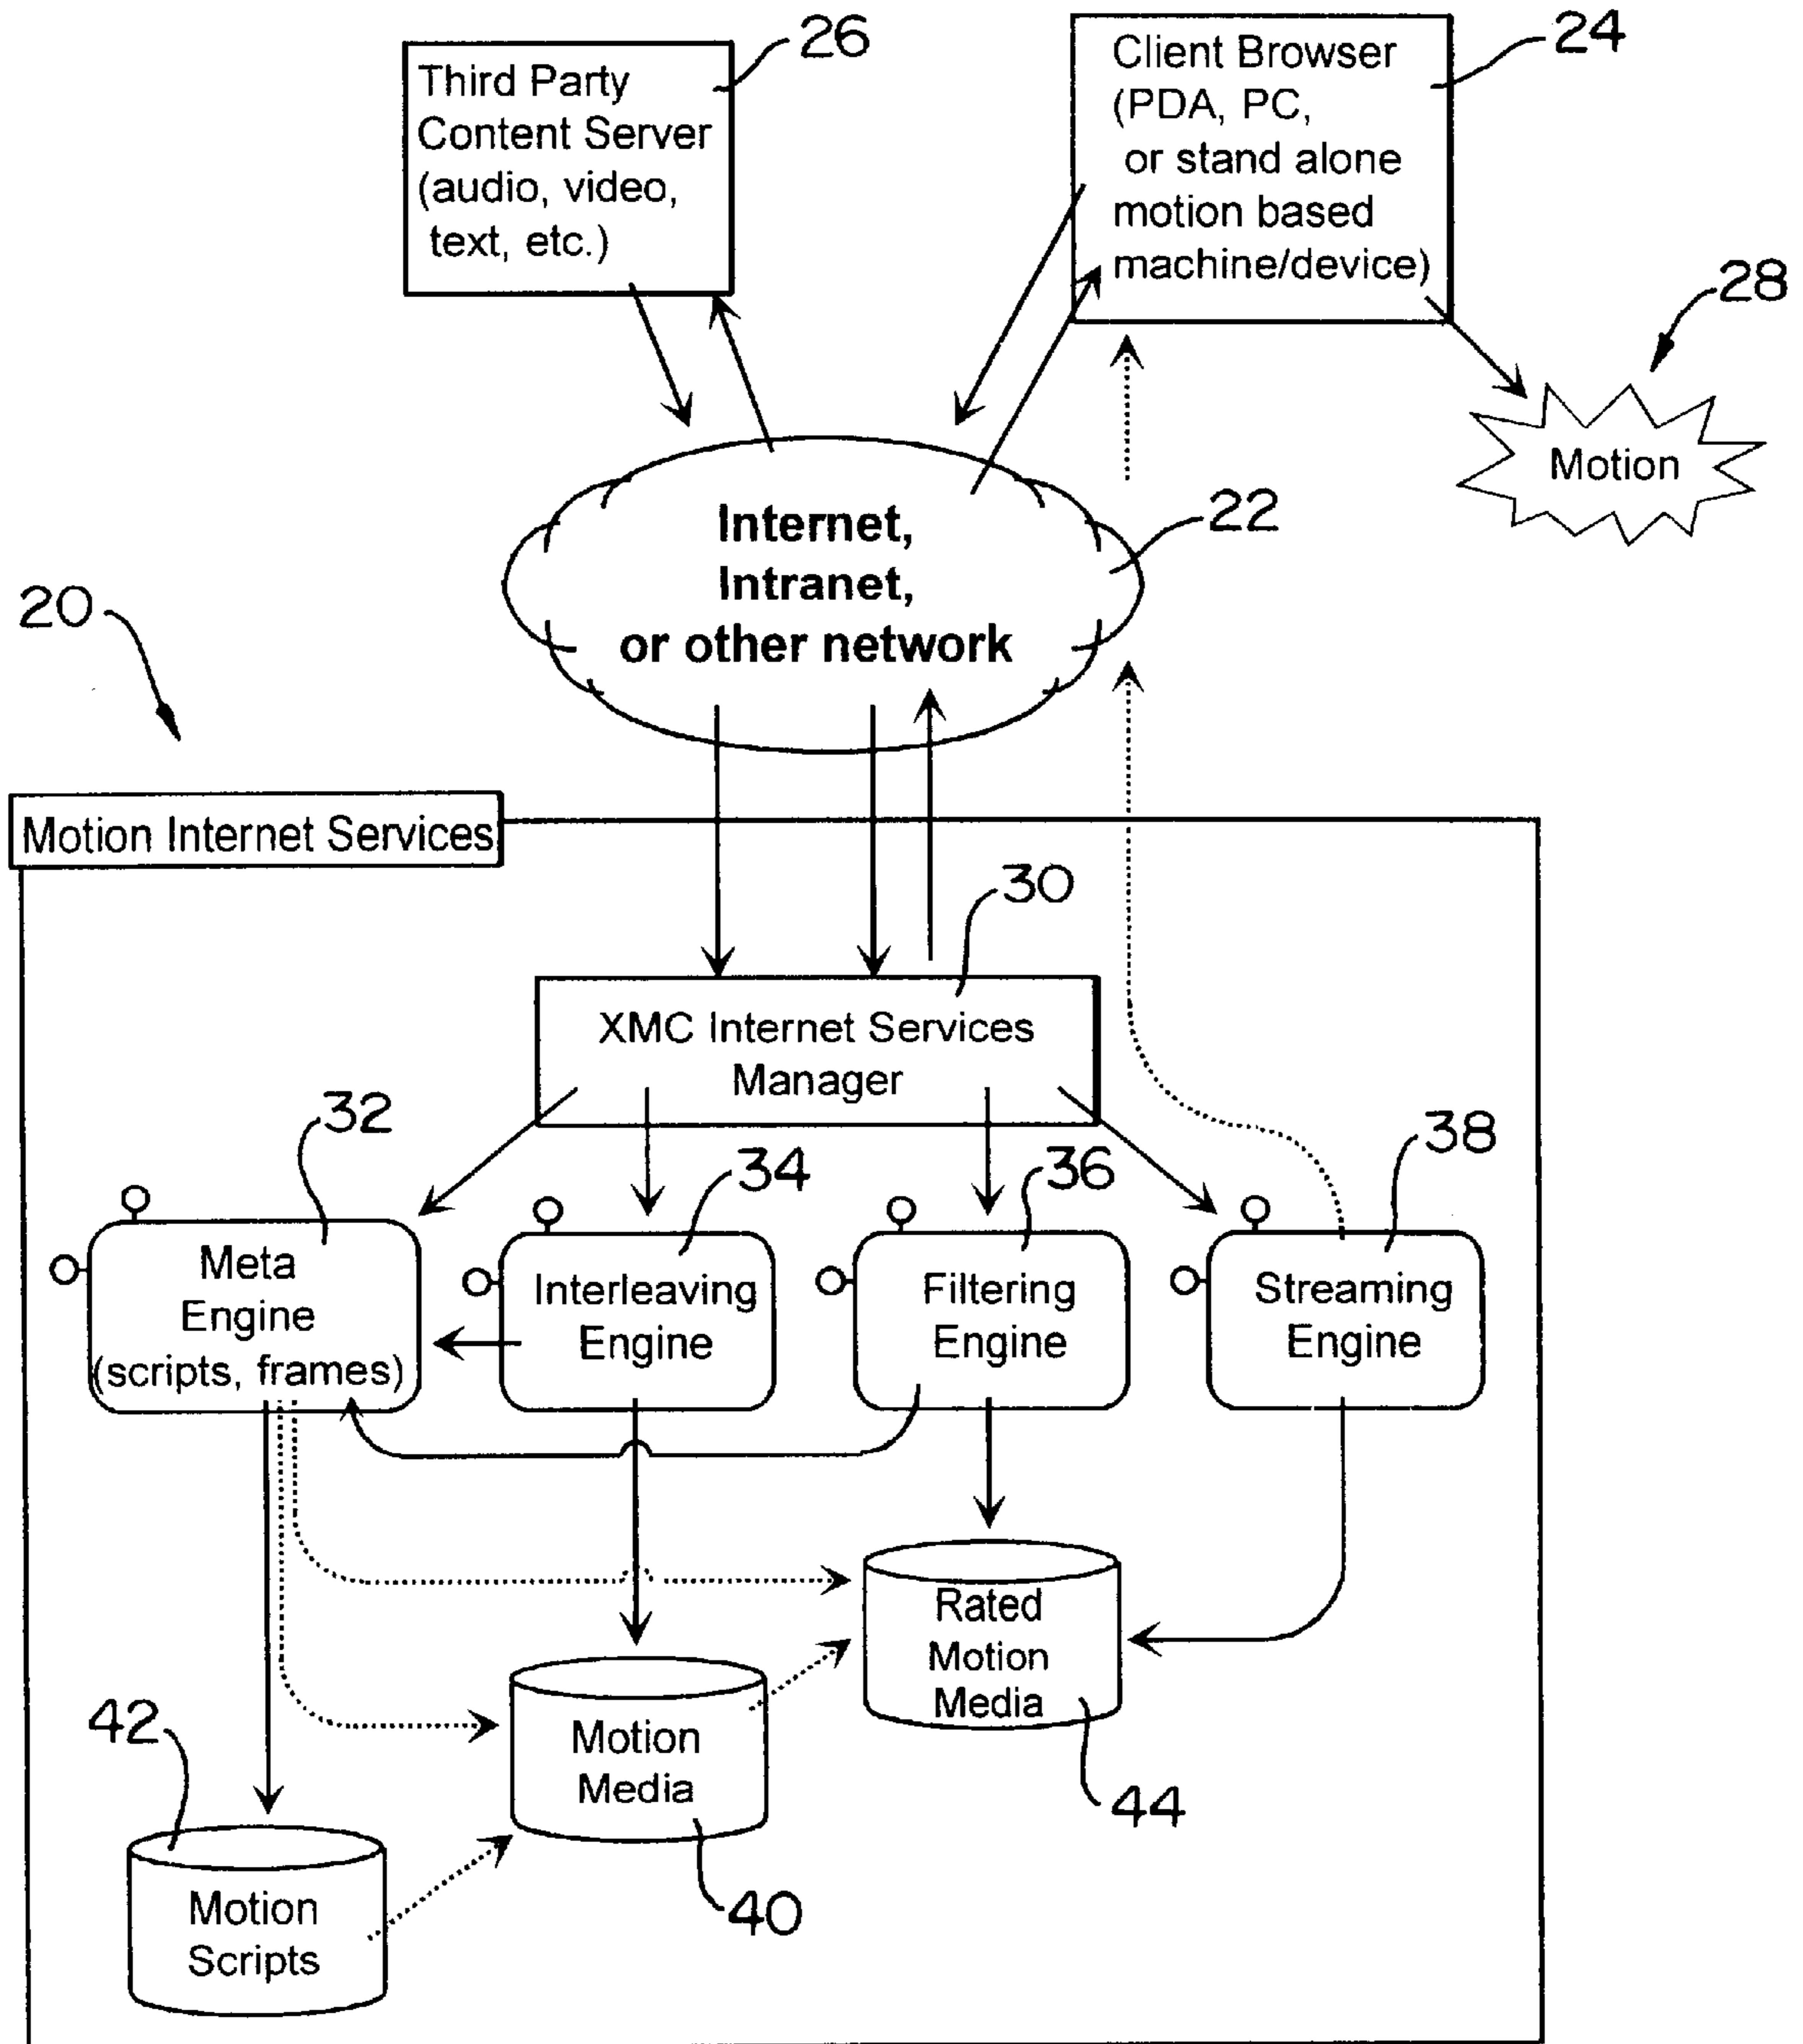 26
Third Party
Content Server
(audio, video,
text, etc.)
24
Client Browser
(PDA, PC,
or stand alone
motion based
machine/device)
28
Motion
Internet,
Intranet,
or other network
22
20
Motion Internet Services
30
XMC Internet Services
Manager
32
Meta
Engine
(scripts, frames)
34
Interleaving
Engine
36
Filtering
Engine
38
Streaming
Engine
Rated
Motion
Media
44
Motion
Media
40
42
Motion
Scripts